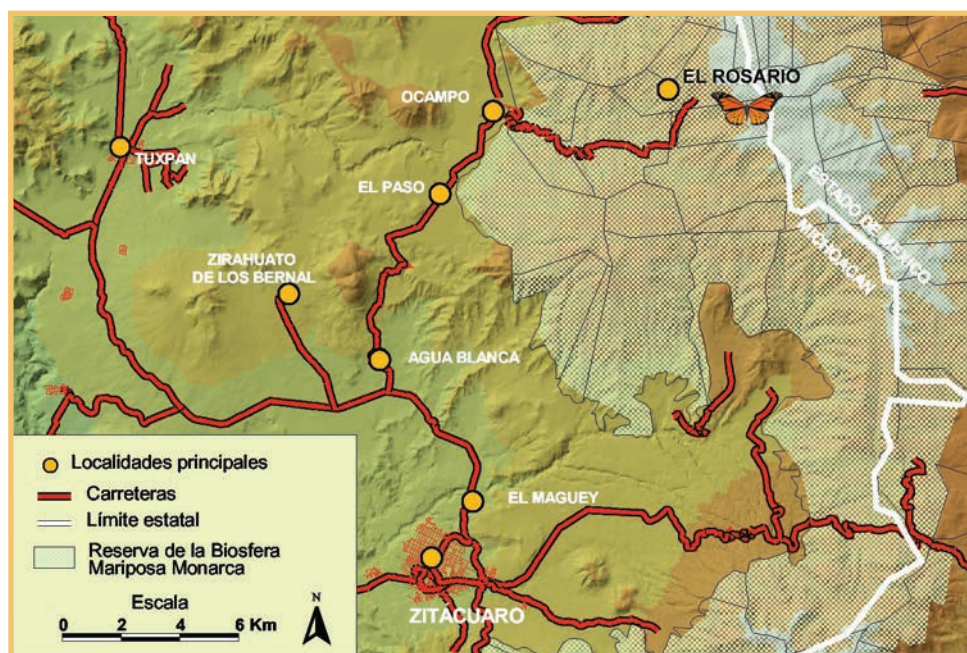 EL ROSARIO
OCAMPO
TUXPAN
EL PASO
ESTADO DE MEXICO
MICHOACAN
ZIRAHUATO
DE LOS BERNAL
AGUA BLANCA
EL MAGUEY
ZITACUARO
Localidades principales
Carreteras
Límite estatal
Reserva de la Biosfera
Mariposa Monarca
Escala
N
0 2 4 6 Km